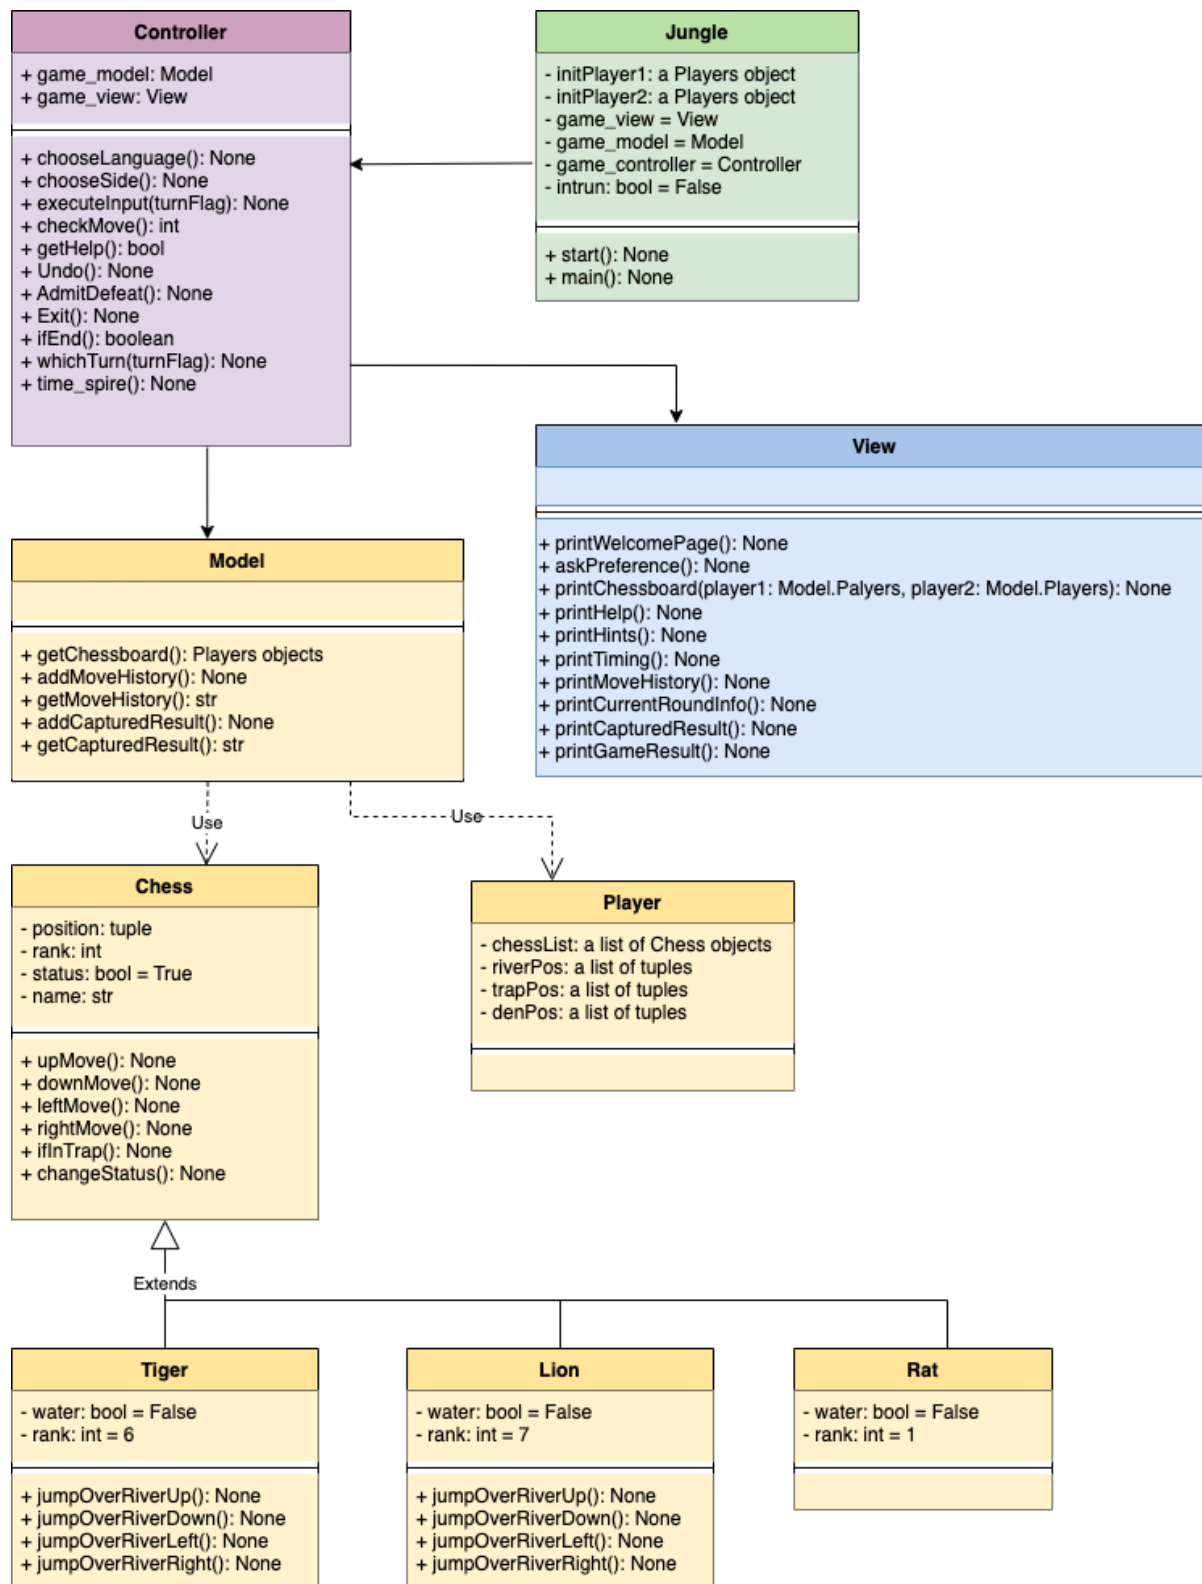 Controller
+ game_model: Model
+ game_view: View
+ chooseLanguage(): None
+ chooseSide(): None
+ executeInput(turnFlag): None
+ checkMove(): int
+ getHelp(): bool
+ Undo(): None
+ AdmitDefeat(): None
+ Exit(): None
+ ifEnd(): boolean
+ whichTurn(turnFlag): None
+ time_spire(): None
Jungle
- initPlayer1: a Players object
- initPlayer2: a Players object
- game_view = View
- game_model = Model
- game_controller = Controller
- intrun: bool = False
+ start(): None
+ main(): None
View
+ printWelcomePage(): None
+ askPreference(): None
+ printChessboard(player1: Model.Palyers, player2: Model.Players): None
+ printHelp(): None
+ printHints(): None
+ printTiming(): None
+ printMoveHistory(): None
+ printCurrentRoundInfo(): None
+ printCapturedResult(): None
+ printGameResult(): None
Model
+ getChessboard(): Players objects
+ addMoveHistory(): None
+ getMoveHistory(): str
+ addCapturedResult(): None
+ getCapturedResult(): str
Use
Use
Chess
- position: tuple
- rank: int
- status: bool = True
- name: str
+ upMove(): None
+ downMove(): None
+ leftMove(): None
+ rightMove(): None
+ ifInTrap(): None
+ changeStatus(): None
Player
- chessList: a list of Chess objects
- riverPos: a list of tuples
- trapPos: a list of tuples
- denPos: a list of tuples
Extends
Tiger
- water: bool = False
- rank: int = 6
+ jumpOverRiverUp(): None
+ jumpOverRiverDown(): None
+ jumpOverRiverLeft(): None
+ jumpOverRiverRight(): None
Lion
- water: bool = False
- rank: int = 7
+ jumpOverRiverUp(): None
+ jumpOverRiverDown(): None
+ jumpOverRiverLeft(): None
+ jumpOverRiverRight(): None
Rat
- water: bool = False
- rank: int = 1